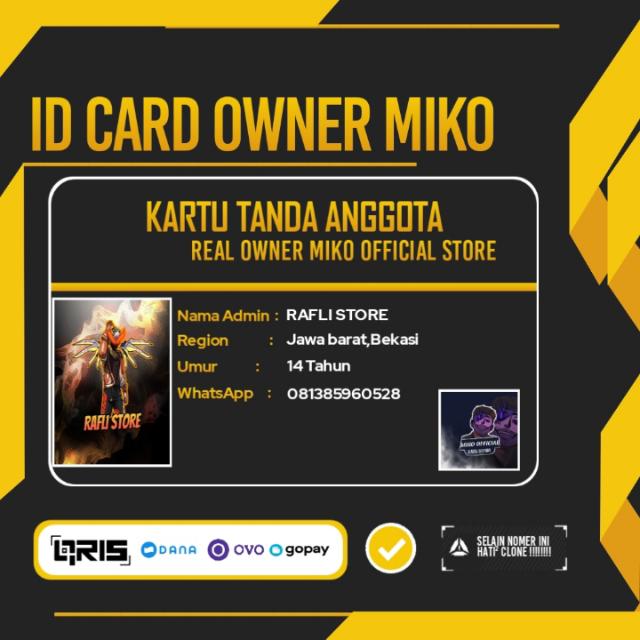 ID CARD OWNER MIKO
KARTU TANDA ANGGOTA
REAL OWNER MIKO OFFICIAL STORE
Nama Admin : RAFLI STORE
Region : Jawa barat,Bekasi
Umur : 14 Tahun
WhatsApp : 081385960528
RAFLI STORE
MIKO OFFICIAL
QRIS DANA OVO gopay
SELAIN NOMER INI
HATI² CLONE !!!!!!!!